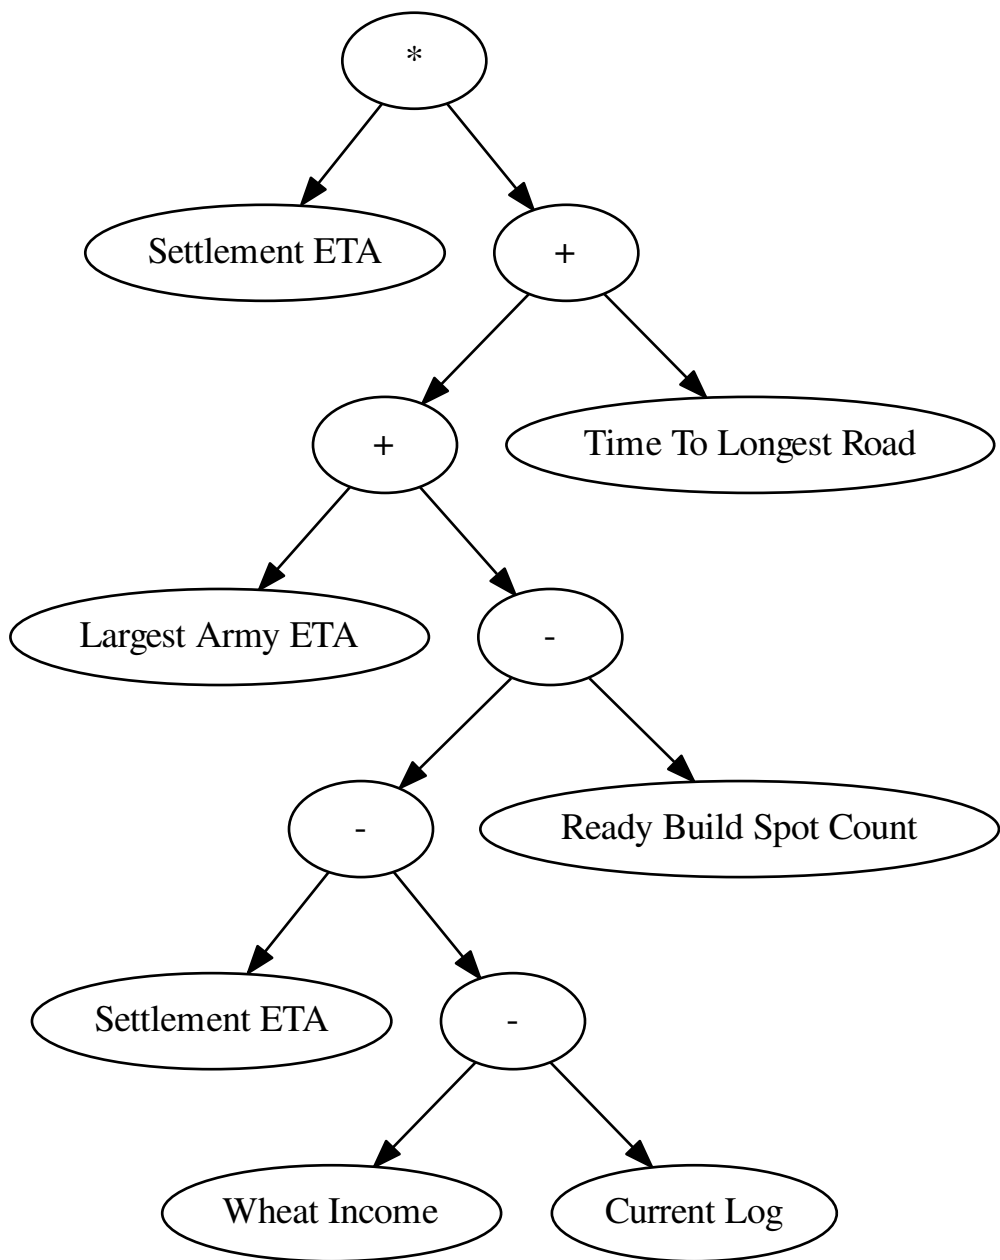 *
Settlement ETA
+
+
Time To Longest Road
Largest Army ETA
-
-
Ready Build Spot Count
Settlement ETA
-
Wheat Income
Current Log